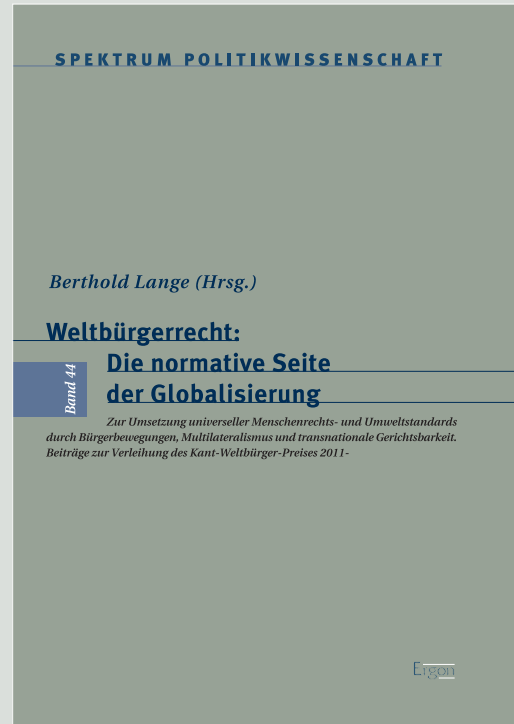 SPEKTRUM POLITIKWISSENSCHAFT
Berthold Lange (Hrsg.)
Weltbürgerrecht:
Die normative Seite
der Globalisierung
Band 44
Zur Umsetzung universeller Menschenrechts- und Umweltstandards
durch Bürgerbewegungen, Multilateralismus und transnationale Gerichtsbarkeit.
Beiträge zur Verleihung des Kant-Weltbürger-Preises 2011-
Ergon